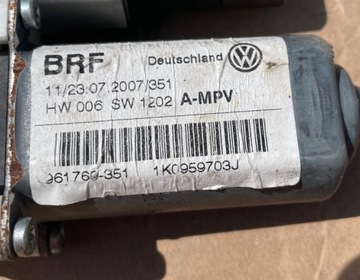 BRF Deutschland
11/23.07.2007/351
HW 006 SW 1202 A-MPV
961760-351 1K0959703J